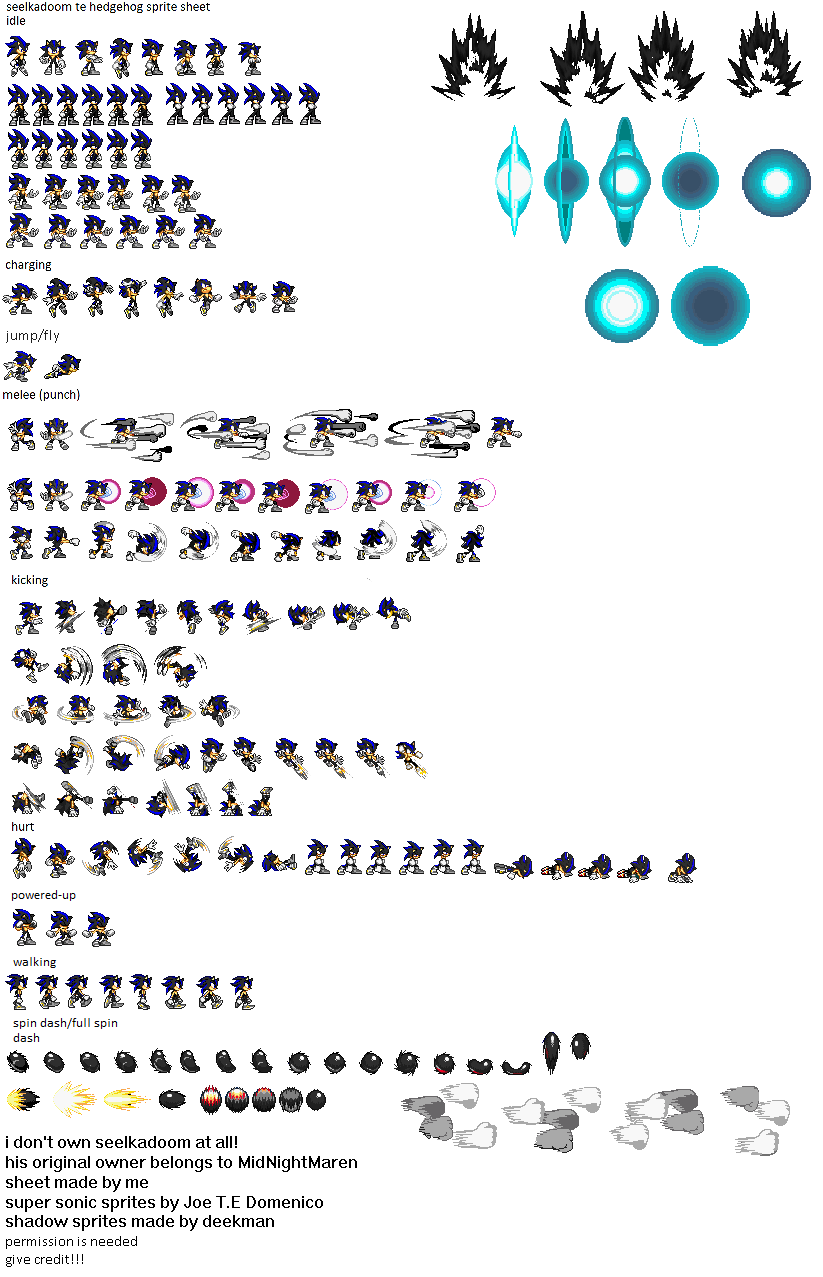 seelkadoom te hedgehog sprite sheet
idle
charging
jump/fly
melee (punch)
kicking
hurt
powered-up
walking
spin dash/full spin
dash
i don't own seelkadoom at all!
his original owner belongs to MidNightMaren
sheet made by me
super sonic sprites by Joe T.E Domenico
shadow sprites made by deekman
permission is needed
give credit!!!